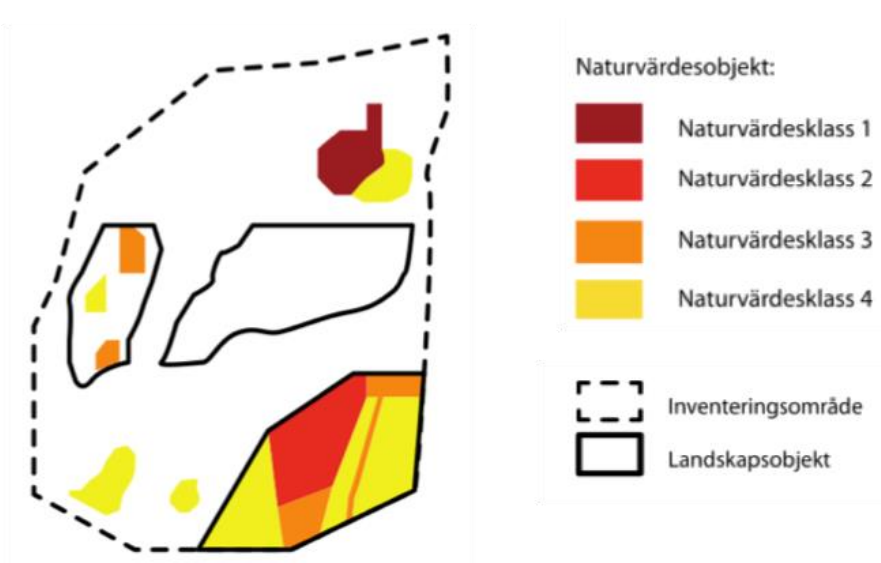 Naturvärdesobjekt:
Naturvärdesklass 1
Naturvärdesklass 2
Naturvärdesklass 3
Naturvärdesklass 4
Inventeringsområde
Landskapsobjekt